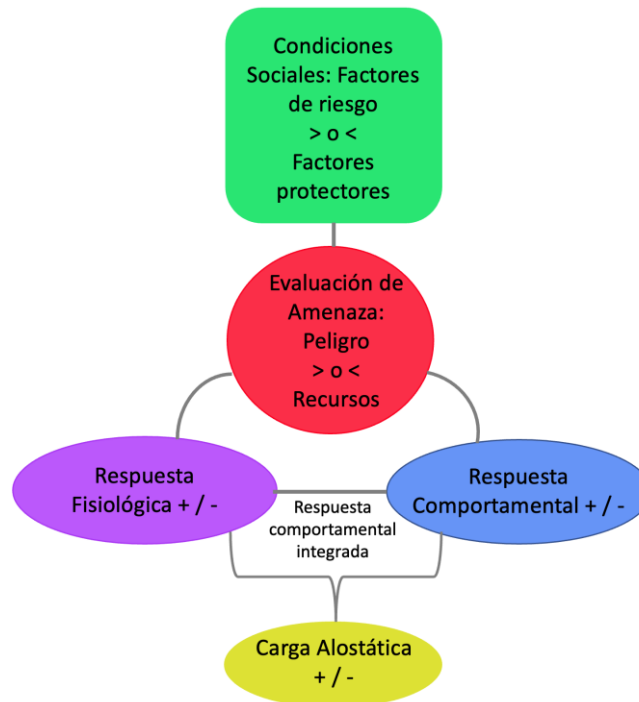 Condiciones
Sociales: Factores
de riesgo
> o <
Factores
protectores
Evaluación de
Amenaza:
Peligro
> o <
Recursos
Respuesta
Fisiológica + / -
Respuesta
Comportamental + / -
Respuesta
comportamental
integrada
Carga Alostática
+ / -